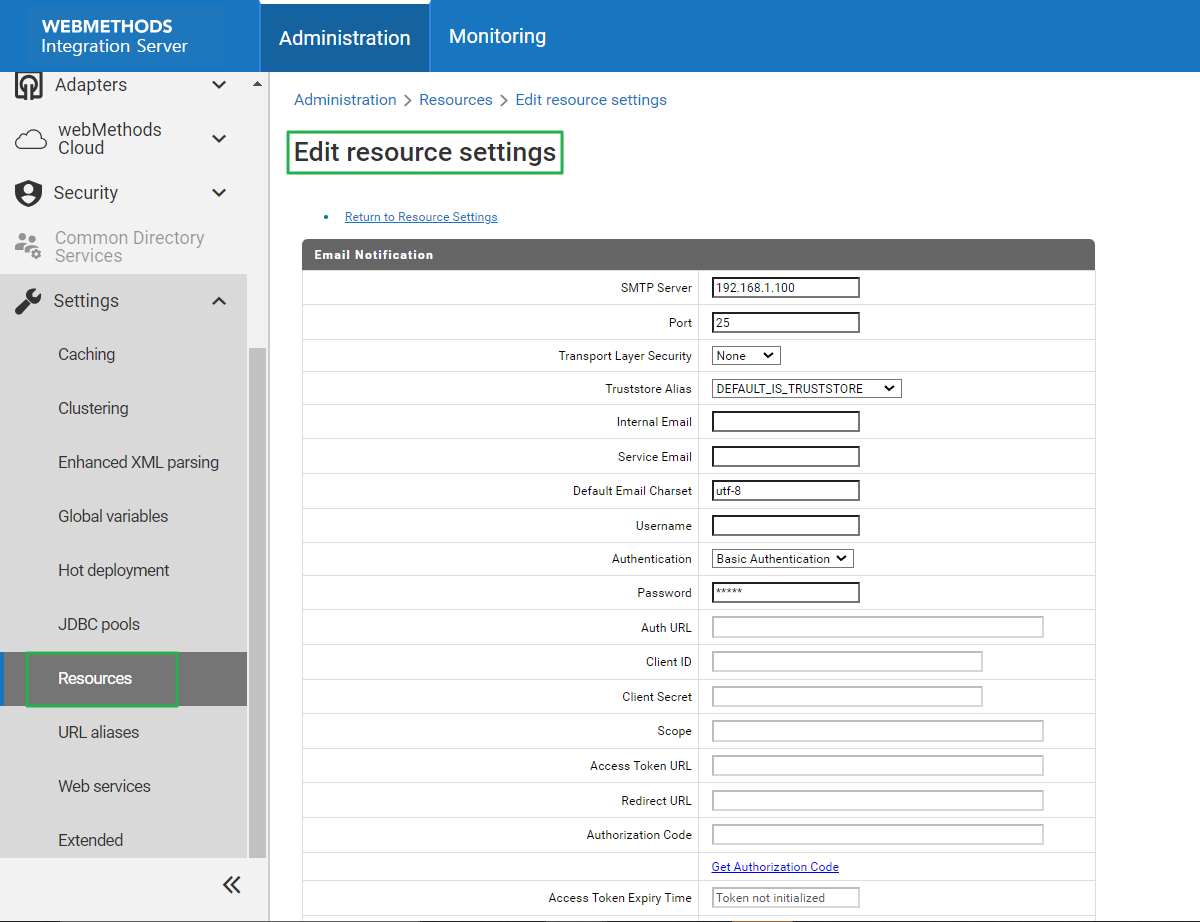 WEBMETHODS
Integration Server
Administration
Monitoring
Adapters
webMethods
Cloud
Security
Common Directory
Services
Settings
Caching
Clustering
Enhanced XML parsing
Global variables
Hot deployment
JDBC pools
Resources
URL aliases
Web services
Extended
Administration > Resources > Edit resource settings
Edit resource settings
• Return to Resource Settings
Email Notification
SMTP Server 192.168.1.100
Port 25
Transport Layer Security None
Truststore Alias DEFAULT_IS_TRUSTSTORE
Internal Email
Service Email
Default Email Charset utf-8
Username
Authentication Basic Authentication
Password *****
Auth URL
Client ID
Client Secret
Scope
Access Token URL
Redirect URL
Authorization Code
Get Authorization Code
Access Token Expiry Time Token not initialized